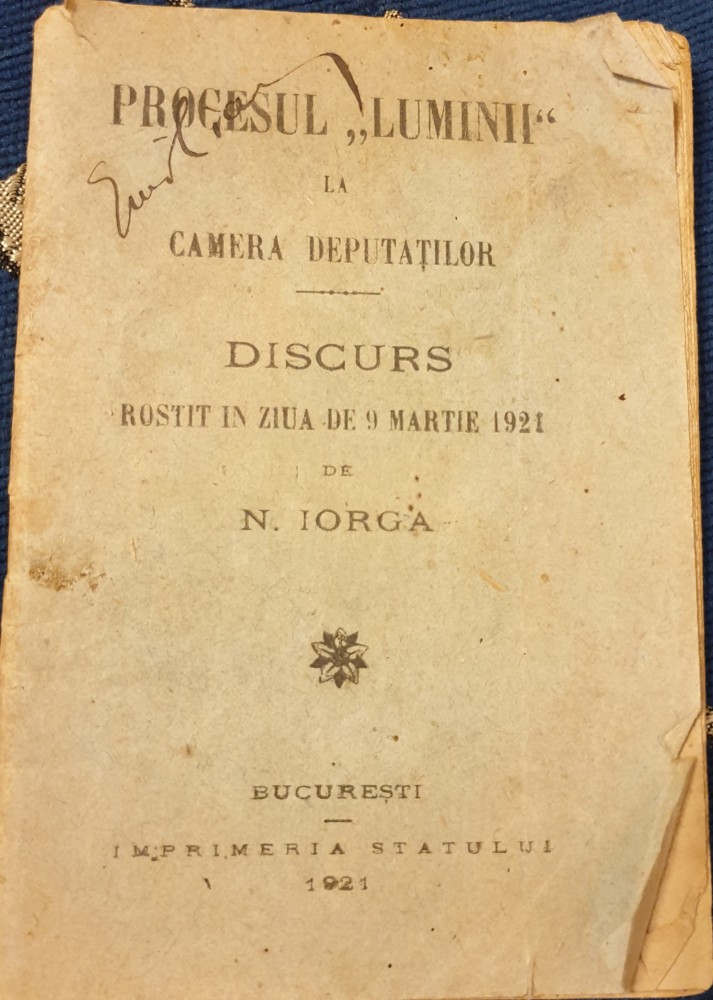 PROCESUL „LUMINII“
LA
CAMERA DEPUTAȚILOR
DISCURS
ROSTIT IN ZIUA DE 9 MARTIE 1921
DE
N. IORGA
BUCUREȘTI
IMPRIMERIA STATULUI
1921